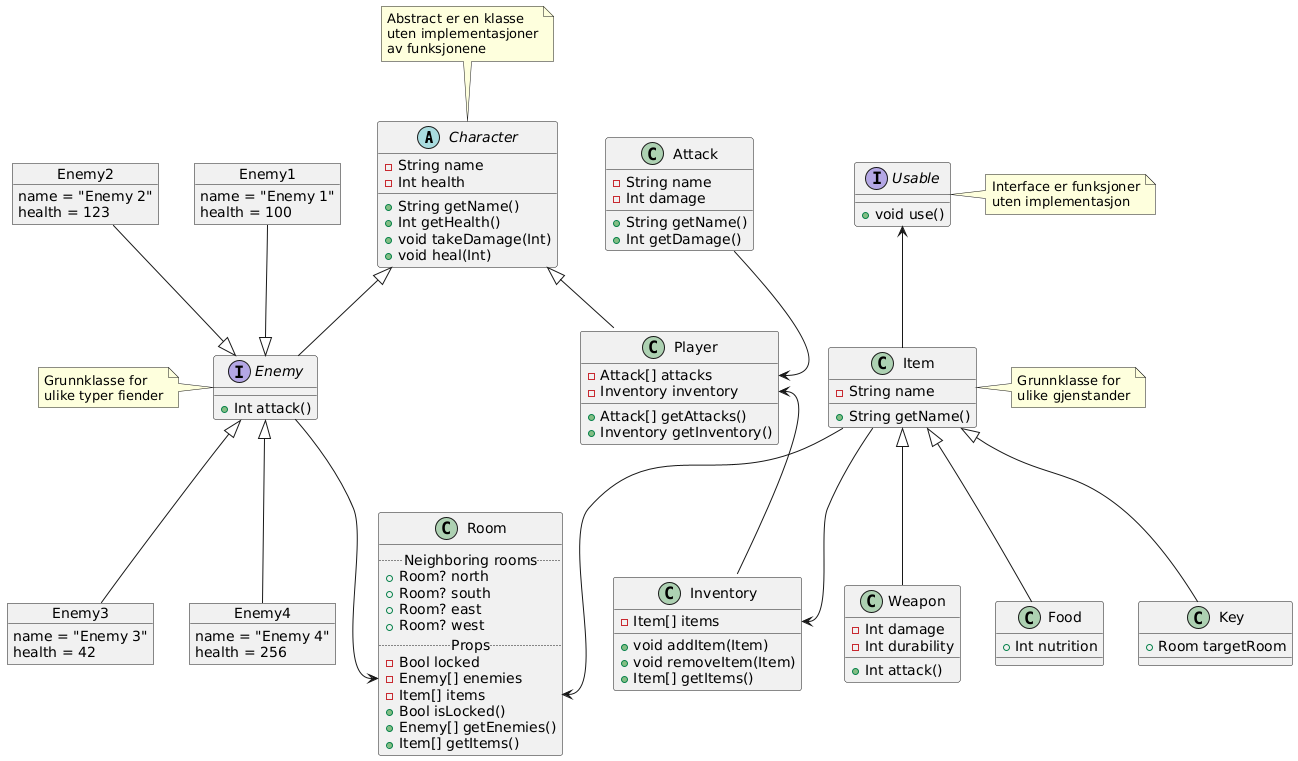 Abstract er en klasse
uten implementasjoner
av funksjonene
A Character
String name
Int health
String getName()
Int getHealth()
void takeDamage(Int)
void heal(Int)
C Attack
String name
Int damage
String getName()
Int getDamage()
I Usable
void use()
Interface er funksjoner
uten implementasjon
Enemy2
name = "Enemy 2"
health = 123
Enemy1
name = "Enemy 1"
health = 100
Grunnklasse for
ulike typer fiender
I Enemy
Int attack()
C Player
Attack[] attacks
Inventory inventory
Attack[] getAttacks()
Inventory getInventory()
C Item
String name
String getName()
Grunnklasse for
ulike gjenstander
Enemy3
name = "Enemy 3"
health = 42
Enemy4
name = "Enemy 4"
health = 256
C Room
Neighboring rooms
Room? north
Room? south
Room? east
Room? west
Props
Bool locked
Enemy[] enemies
Item[] items
Bool isLocked()
Enemy[] getEnemies()
Item[] getItems()
C Inventory
Item[] items
void addItem(Item)
void removeItem(Item)
Item[] getItems()
C Weapon
Int damage
Int durability
Int attack()
C Food
Int nutrition
C Key
Room targetRoom